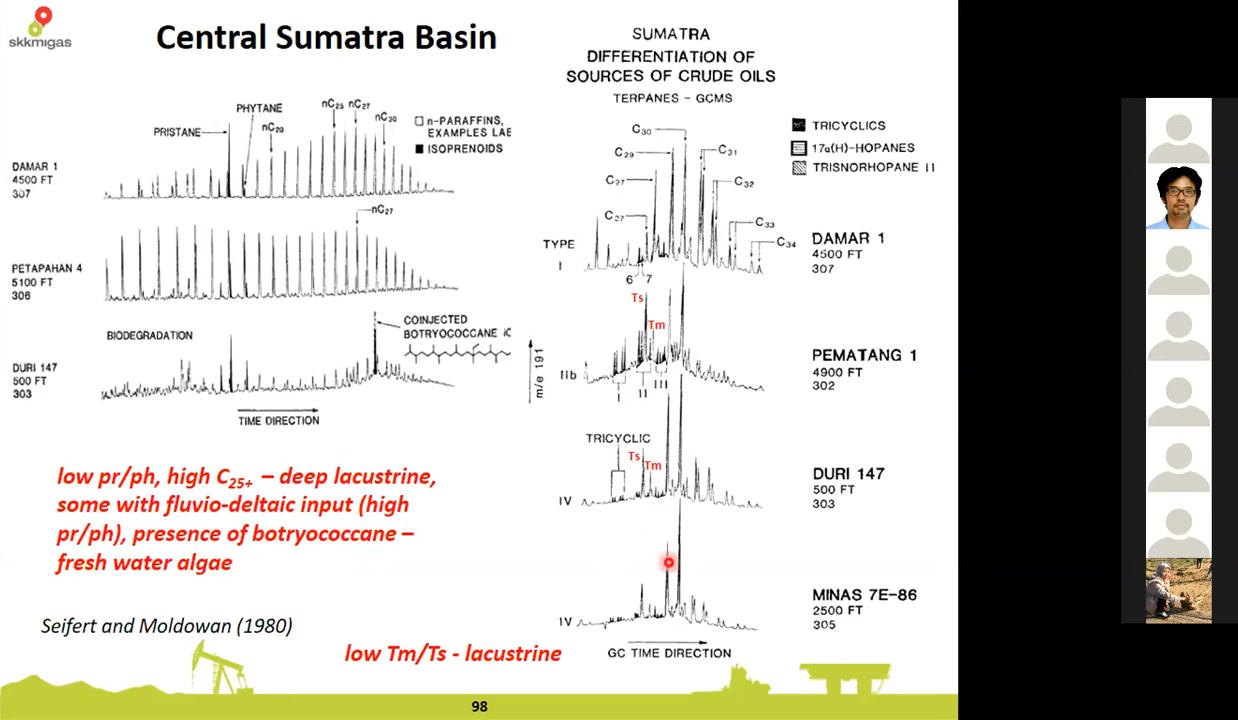 skkmigas
Central Sumatra Basin
PRISTANE
PHYTANE
nC20
nC25
nC27
nC30
n-PARAFFINS,
EXAMPLES LAE
ISOPRENOIDS
DAMAR 1
4500 FT
307
nC27
PETAPAHAN 4
5100 FT
306
BIODEGRADATION
COINJECTED
BOTRYOCOCCANE
DURI 147
500 FT
303
TIME DIRECTION
low pr/ph, high C25+ – deep lacustrine,
some with fluvio-deltaic input (high
pr/ph), presence of botryococcane –
fresh water algae
Seifert and Moldowan (1980)
low Tm/Ts - lacustrine
SUMATRA
DIFFERENTIATION OF
SOURCES OF CRUDE OILS
TERPANES - GCMS
TRICYCLICS
17α(H)-HOPANES
TRISNORHOPANE II
C30
C29
C31
C27
C32
C27
C33
C34
TYPE
I
6 7
DAMAR 1
4500 FT
307
Ts
Tm
m/e 191
IIb
I
II
III
PEMATANG 1
4900 FT
302
TRICYCLIC
Ts
Tm
IV
DURI 147
500 FT
303
IV
MINAS 7E-86
2500 FT
305
GC TIME DIRECTION
98